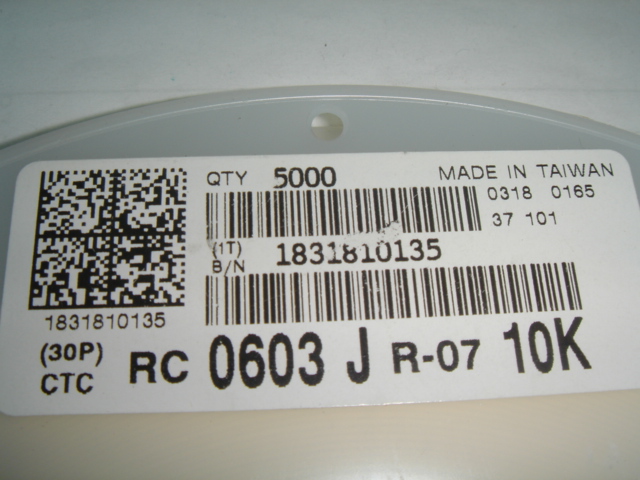 QTY 5000
MADE IN TAIWAN
0318 0165
37 101
(1T)
B/N 1831810135
1831810135
(30P)
CTC
RC 0603 J R-07 10K